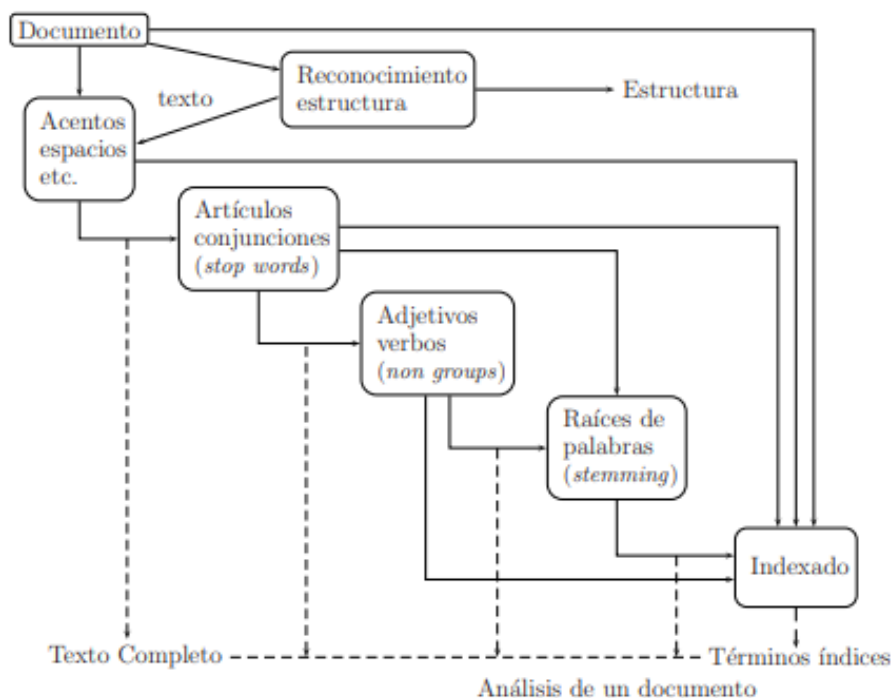 Documento
Reconocimiento
estructura
Estructura
texto
Acentos
espacios
etc.
Artículos
conjunciones
(stop words)
Adjetivos
verbos
(non groups)
Raíces de
palabras
(stemming)
Indexado
Texto Completo
Términos índices
Análisis de un documento